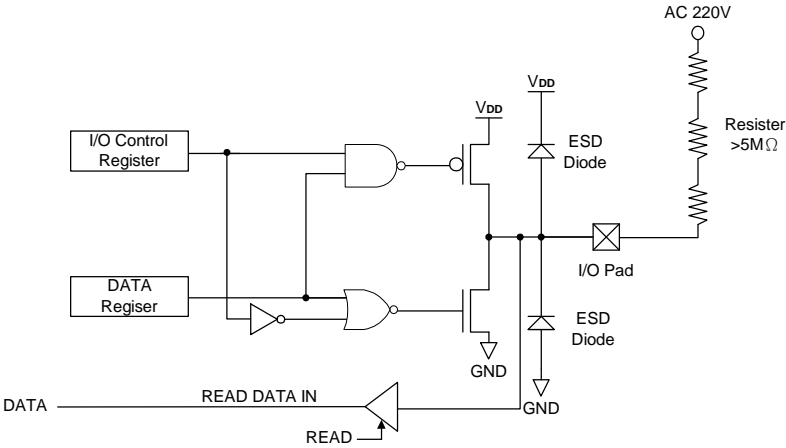 AC 220V
VDD
VDD
I/O Control
Register
ESD
Diode
Resister
>5MΩ
I/O Pad
DATA
Regiser
ESD
Diode
GND
GND
READ DATA IN
DATA
READ